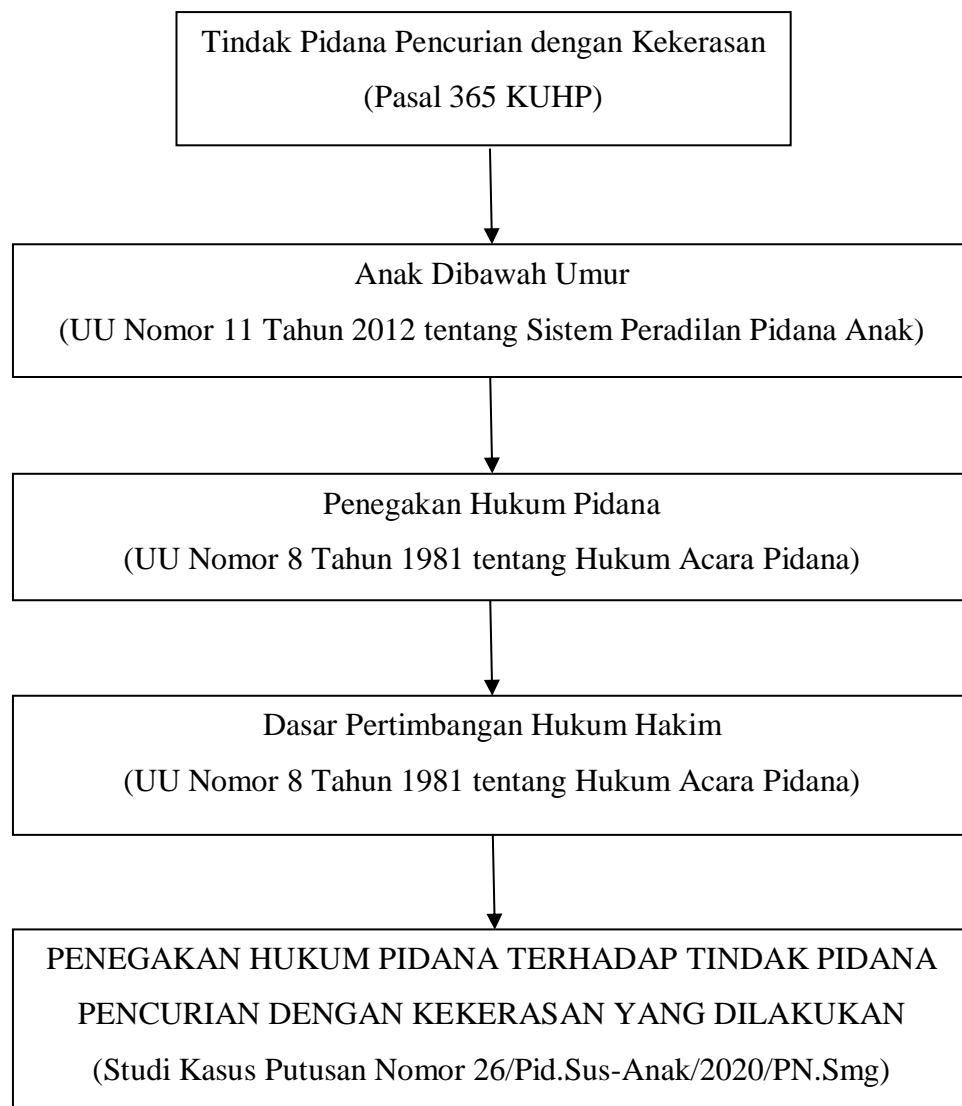 Tindak Pidana Pencurian dengan Kekerasan
(Pasal 365 KUHP)
Anak Dibawah Umur
(UU Nomor 11 Tahun 2012 tentang Sistem Peradilan Pidana Anak)
Penegakan Hukum Pidana
(UU Nomor 8 Tahun 1981 tentang Hukum Acara Pidana)
Dasar Pertimbangan Hukum Hakim
(UU Nomor 8 Tahun 1981 tentang Hukum Acara Pidana)
PENEGAKAN HUKUM PIDANA TERHADAP TINDAK PIDANA
PENCURIAN DENGAN KEKERASAN YANG DILAKUKAN
(Studi Kasus Putusan Nomor 26/Pid.Sus-Anak/2020/PN.Smg)